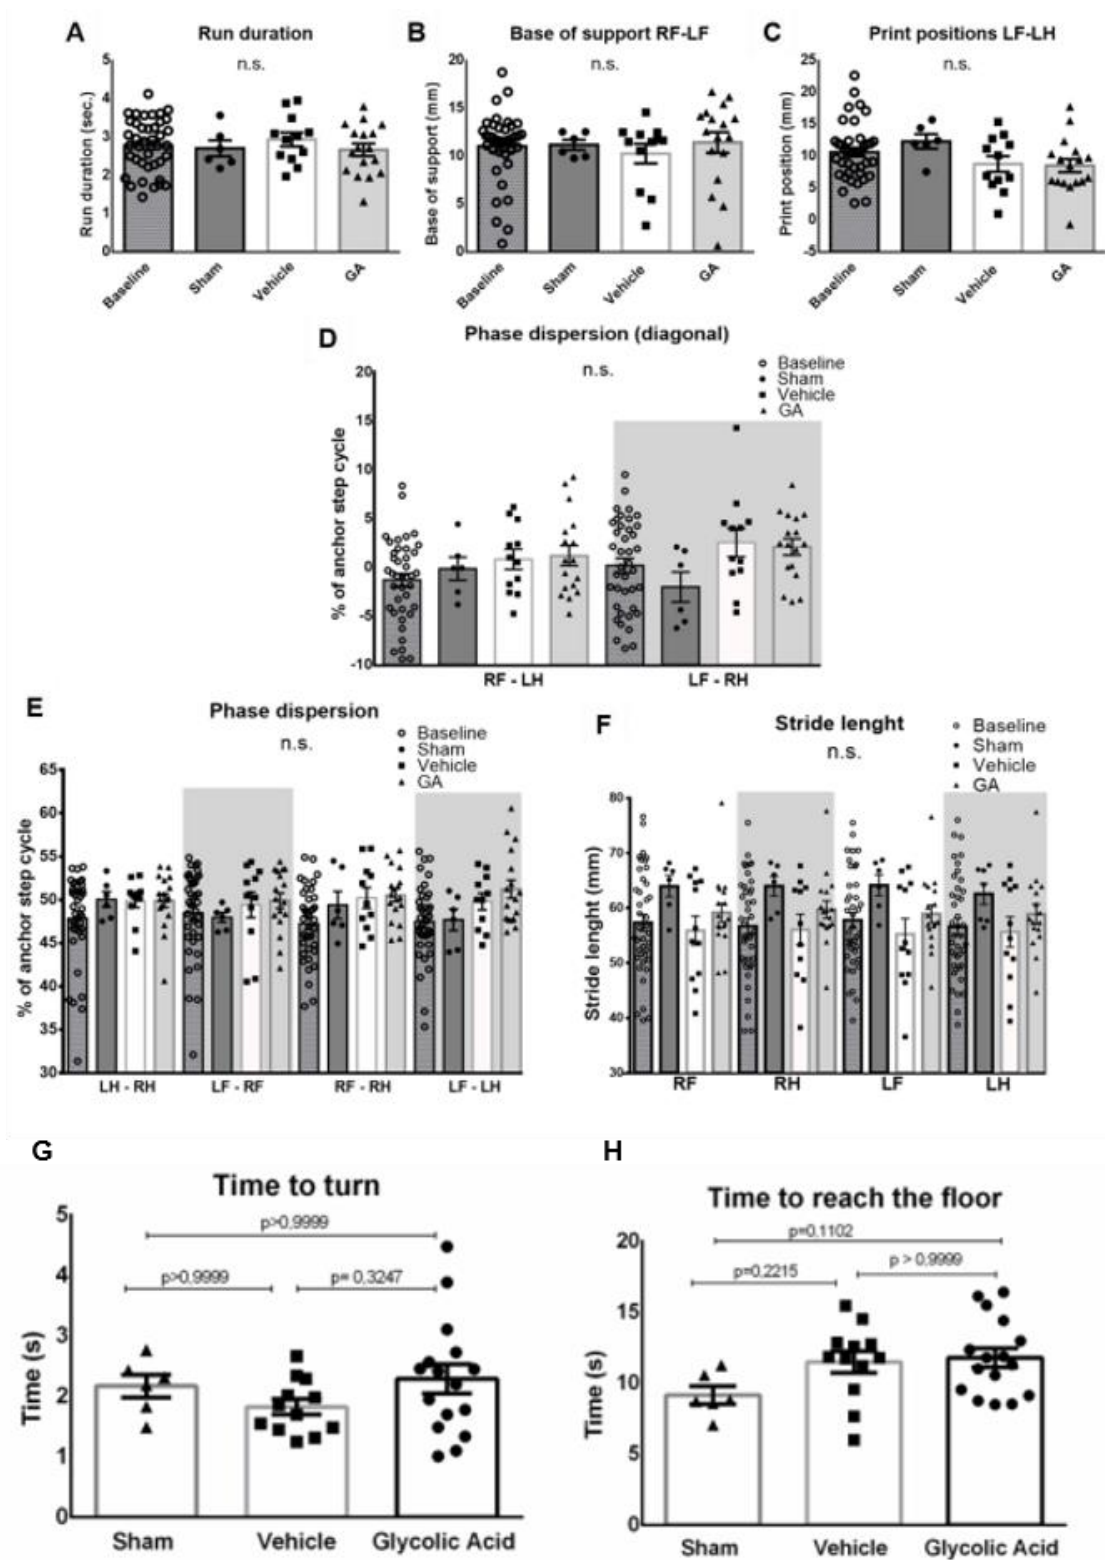 A
Run duration
n.s.
Run duration (sec.)
5
4
3
2
1
0
Baseline
Sham
Vehicle
GA
B
Base of support RF-LF
n.s.
Base of support (mm)
20
15
10
5
0
Baseline
Sham
Vehicle
GA
C
Print positions LF-LH
n.s.
Print position (mm)
25
20
15
10
5
0
-5
Baseline
Sham
Vehicle
GA
D
Phase dispersion (diagonal)
n.s.
Baseline
Sham
Vehicle
GA
% of anchor step cycle
20
15
10
5
0
-5
-10
RF - LH
LF - RH
E
Phase dispersion
n.s.
Baseline
Sham
Vehicle
GA
% of anchor step cycle
65
60
55
50
45
40
35
30
LH - RH
LF - RF
RF - RH
LF - LH
F
Stride lenght
n.s.
Baseline
Sham
Vehicle
GA
Stride lenght (mm)
80
70
60
50
40
30
RF
RH
LF
LH
G
Time to turn
p>0,9999
p>0,9999
p= 0,3247
Time (s)
5
4
3
2
1
0
Sham
Vehicle
Glycolic Acid
H
Time to reach the floor
p=0,1102
p=0,2215
p > 0,9999
Time (s)
20
15
10
5
0
Sham
Vehicle
Glycolic Acid